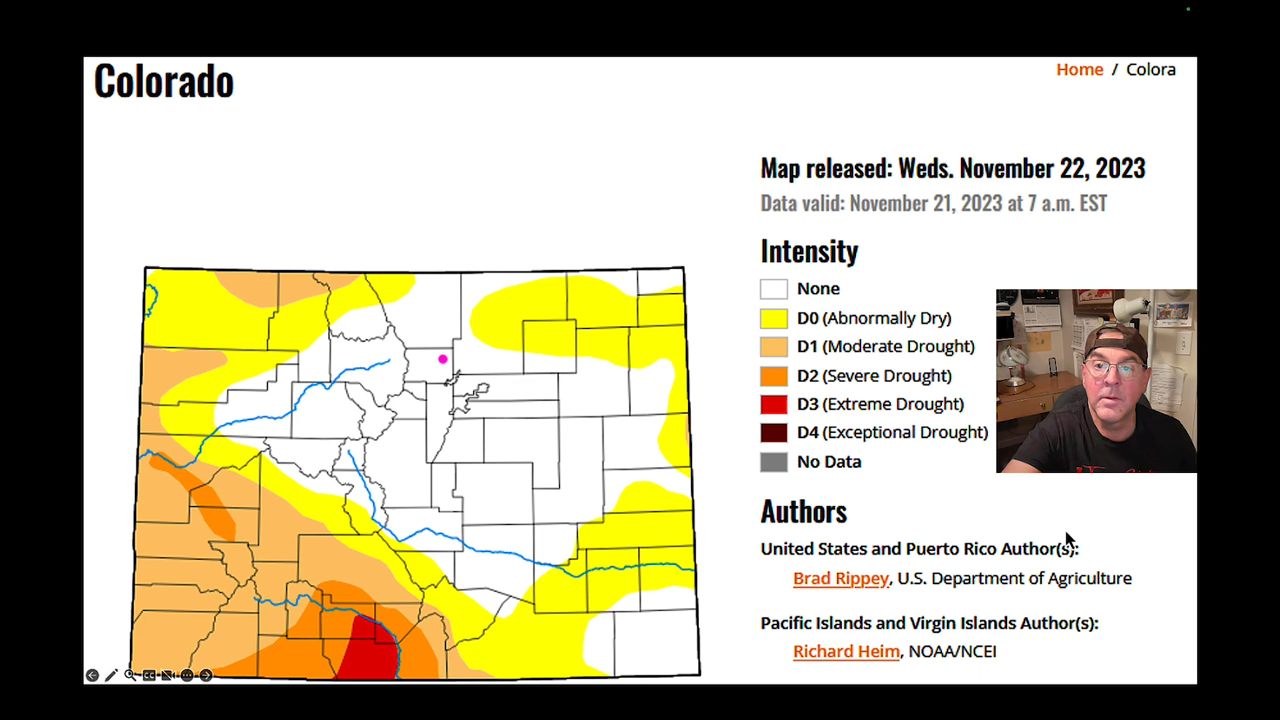 Colorado
Home / Colora
Map released: Weds. November 22, 2023
Data valid: November 21, 2023 at 7 a.m. EST
Intensity
None
D0 (Abnormally Dry)
D1 (Moderate Drought)
D2 (Severe Drought)
D3 (Extreme Drought)
D4 (Exceptional Drought)
No Data
Authors
United States and Puerto Rico Author(s):
Brad Rippey, U.S. Department of Agriculture
Pacific Islands and Virgin Islands Author(s):
Richard Heim, NOAA/NCEI